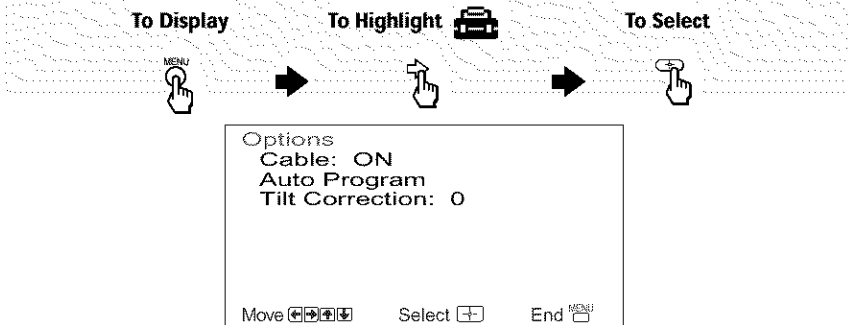 To Display To Highlight To Select
MENU
Options
Cable: ON
Auto Program
Tilt Correction: 0
Move Select End MENU